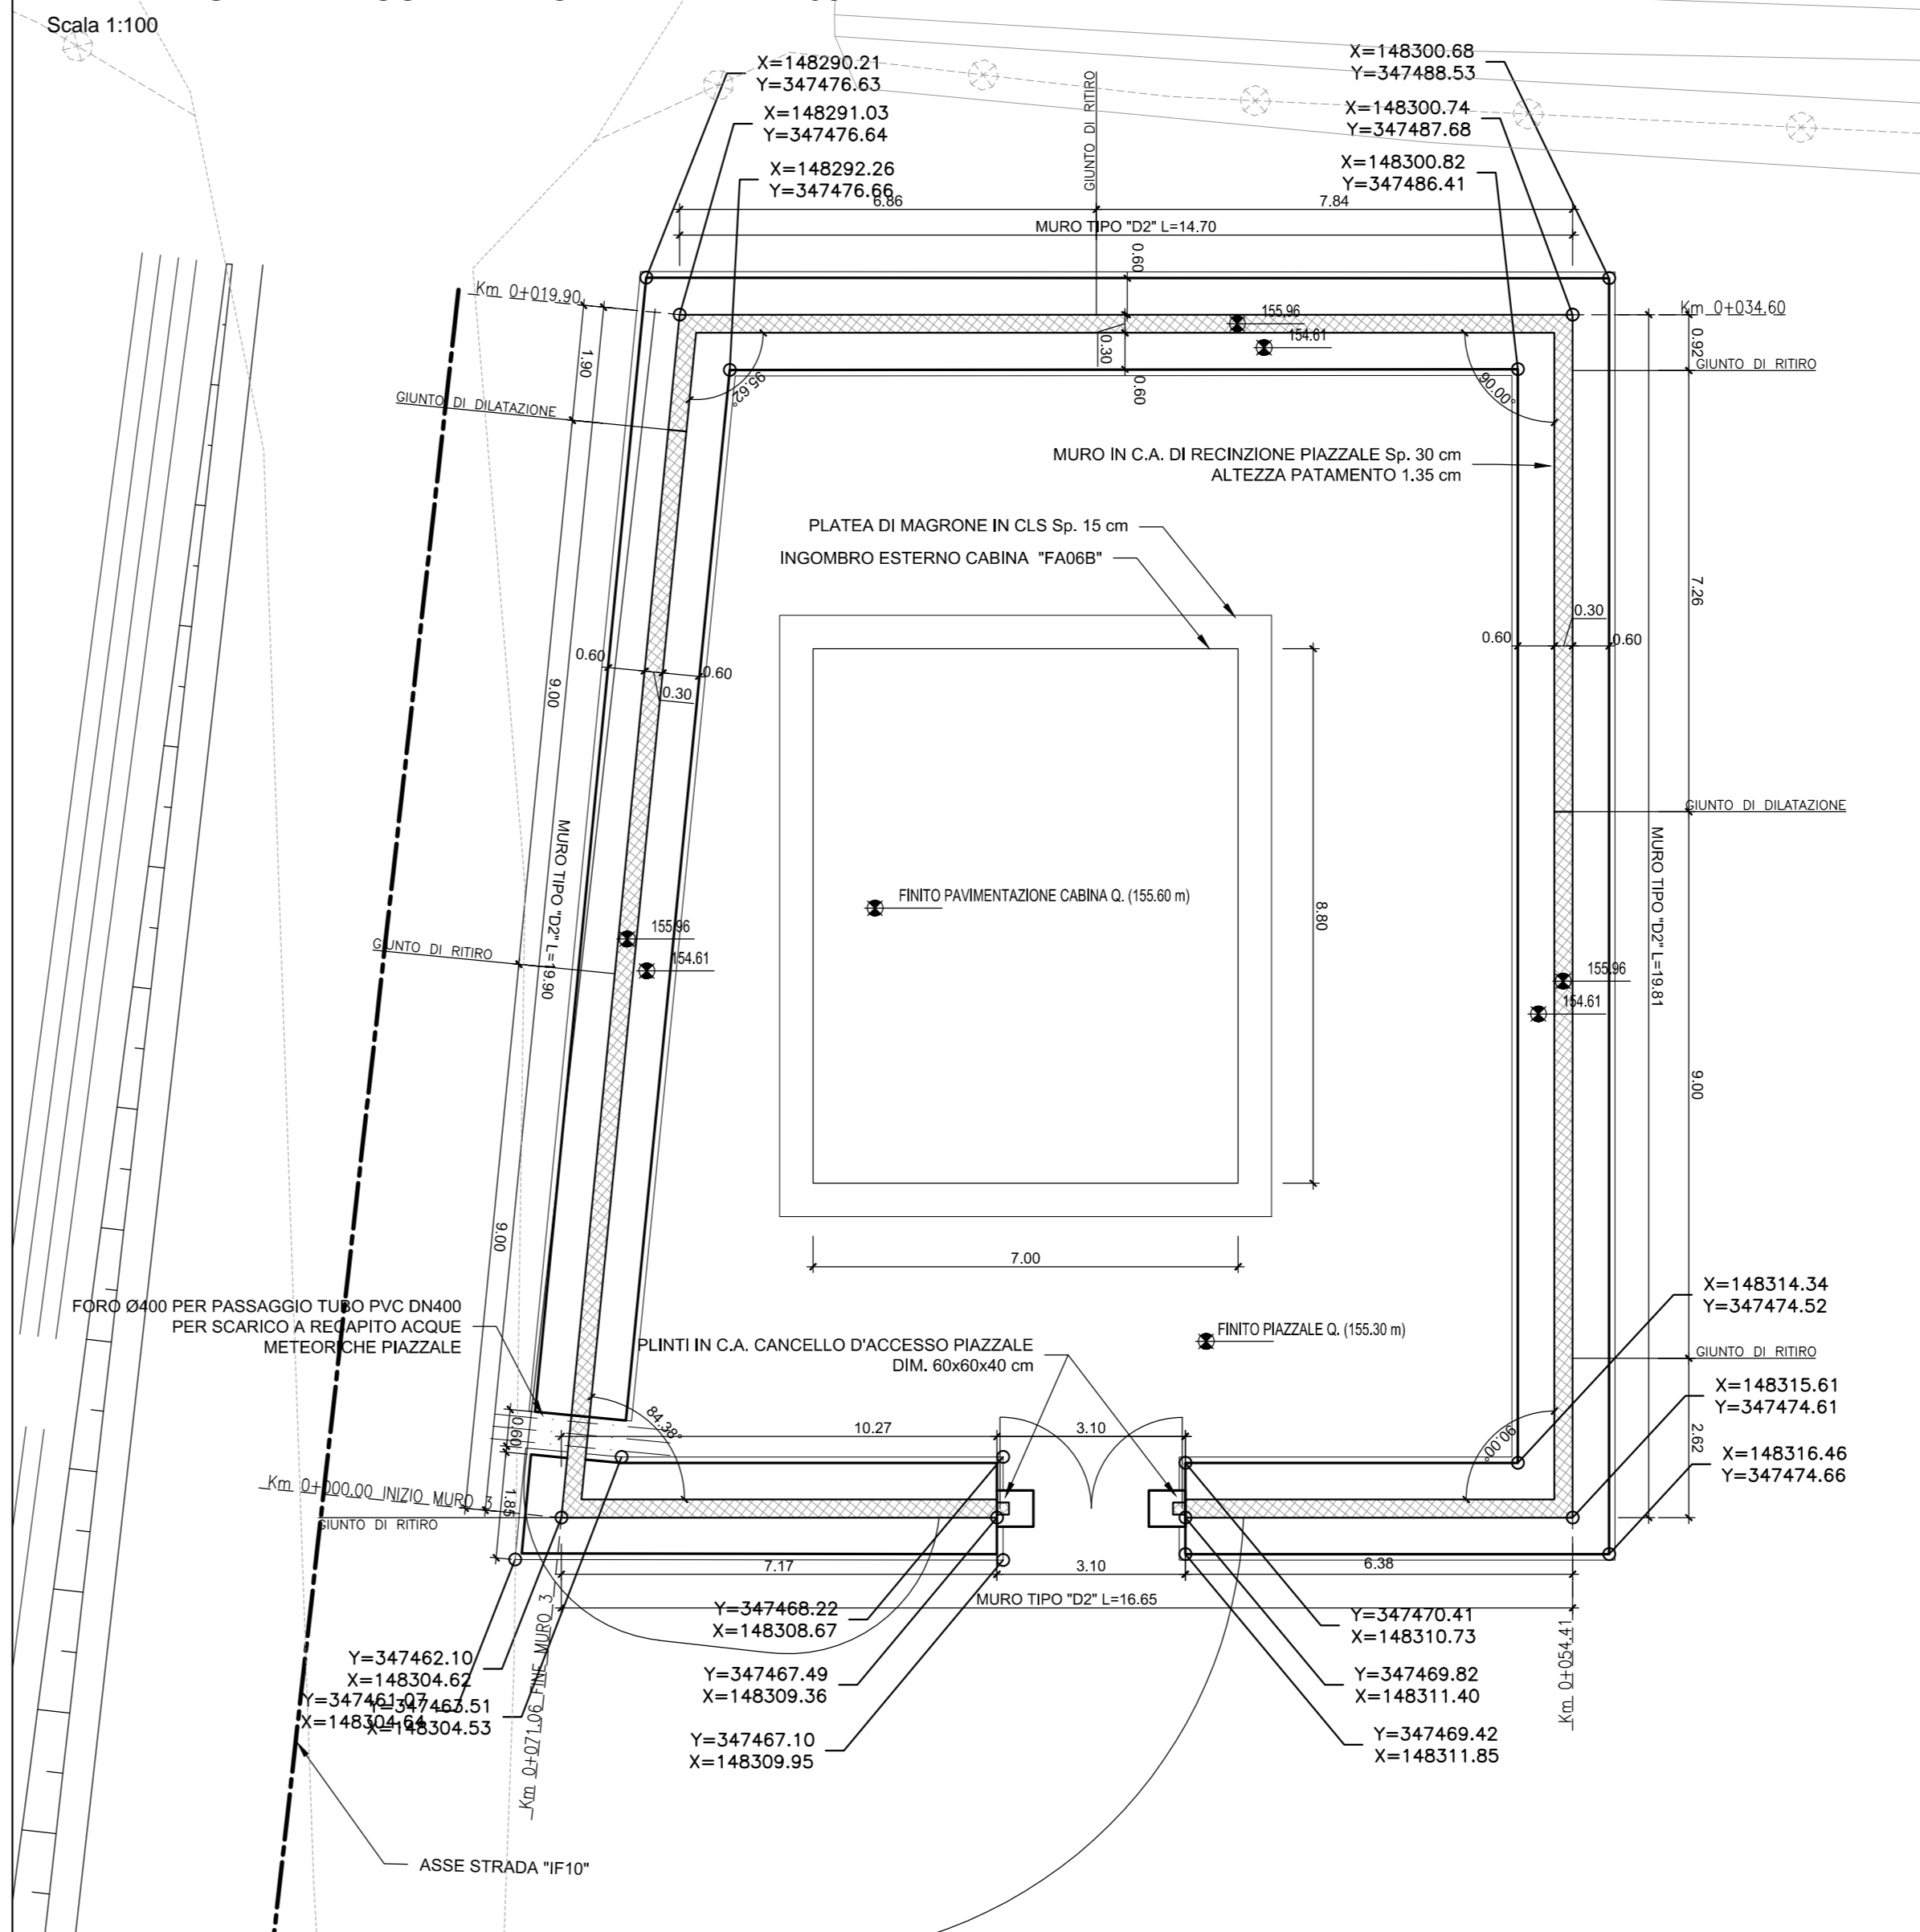 Scala 1:100
X=148290.21
Y=347476.63
X=148291.03
Y=347476.64
X=148292.26
Y=347476.66
GIUNTO DI RITIRO
X=148300.68
Y=347488.53
X=148300.74
Y=347487.68
X=148300.82
Y=347486.41
6.86
7.84
MURO TIPO "D2" L=14.70
0.60
Km 0+019.90
155.96
154.61
0.30
0.60
Km 0+034.60
0.92
GIUNTO DI RITIRO
1.90
95.62°
90.00°
GIUNTO DI DILATAZIONE
MURO IN C.A. DI RECINZIONE PIAZZALE Sp. 30 cm
ALTEZZA PATAMENTO 1.35 cm
PLATEA DI MAGRONE IN CLS Sp. 15 cm
INGOMBRO ESTERNO CABINA "FA06B"
7.26
0.30
0.60
0.60
0.60
0.60
0.30
9.00
GIUNTO DI DILATAZIONE
MURO TIPO "D2" L=19.90
MURO TIPO "D2" L=19.81
FINITO PAVIMENTAZIONE CABINA Q. (155.60 m)
8.80
155.96
154.61
GIUNTO DI RITIRO
155.96
154.61
9.00
9.00
7.00
X=148314.34
Y=347474.52
FORO Ø400 PER PASSAGGIO TUBO PVC DN400
PER SCARICO A RECAPITO ACQUE
METEORICHE PIAZZALE
PLINTI IN C.A. CANCELLO D'ACCESSO PIAZZALE
DIM. 60x60x40 cm
FINITO PIAZZALE Q. (155.30 m)
GIUNTO DI RITIRO
X=148315.61
Y=347474.61
84.38°
0.60
10.27
3.10
90.00°
2.62
X=148316.46
Y=347474.66
Km 0+000.00 INIZIO MURO 3
1.85
GIUNTO DI RITIRO
7.17
3.10
6.38
MURO TIPO "D2" L=16.65
Y=347468.22
X=148308.67
Y=347470.41
X=148310.73
Km 0+071.06 FINE MURO 3
Km 0+054.41
Y=347462.10
X=148304.62
Y=347467.49
X=148309.36
Y=347469.82
X=148311.40
Y=347461.07
X=148304.64
Y=347463.51
X=148304.53
Y=347467.10
X=148309.95
Y=347469.42
X=148311.85
ASSE STRADA "IF10"